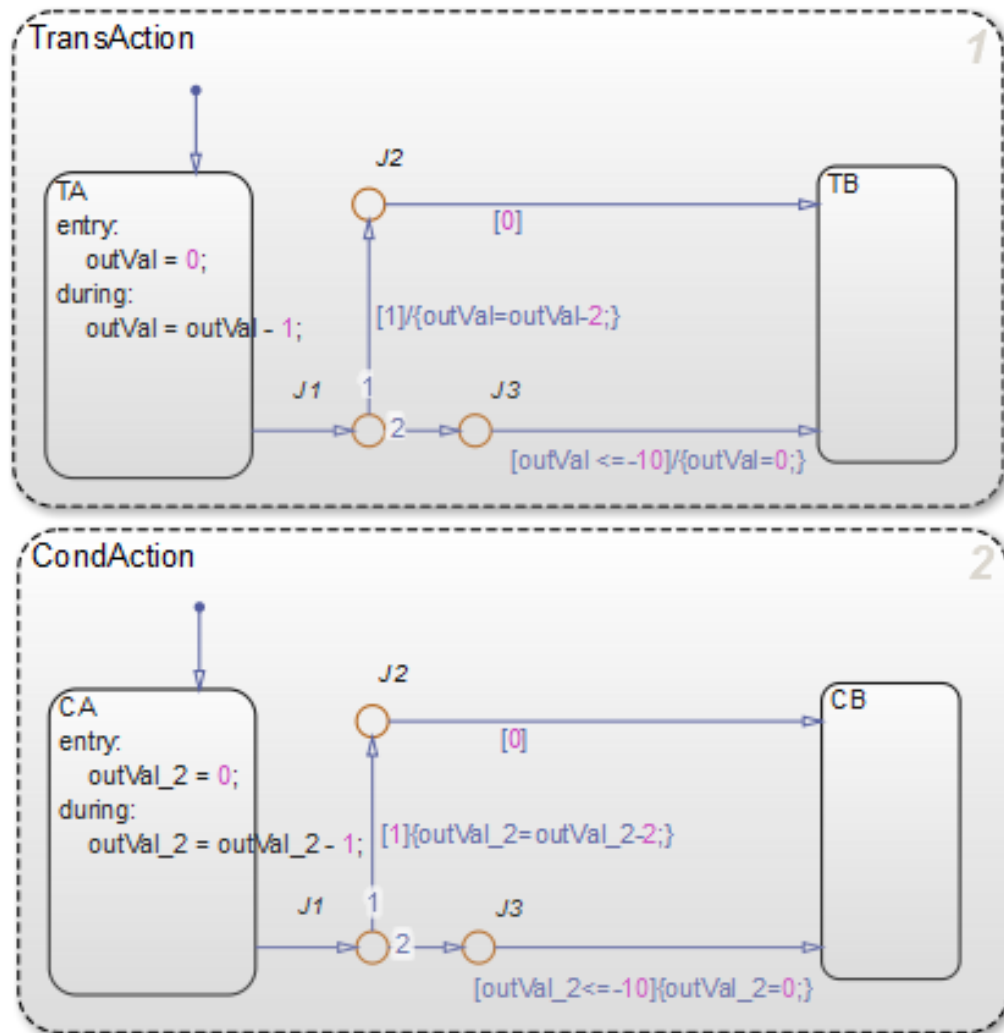 TransAction
1
J2
TA
entry:
outVal = 0;
during:
outVal = outVal - 1;
TB
[0]
[1]/{outVal=outVal-2;}
J1
1
J3
2
[outVal <=-10]/{outVal=0;}
CondAction
2
J2
CA
entry:
outVal_2 = 0;
during:
outVal_2 = outVal_2 - 1;
CB
[0]
[1]{outVal_2=outVal_2-2;}
J1
1
J3
2
[outVal_2<=-10]{outVal_2=0;}